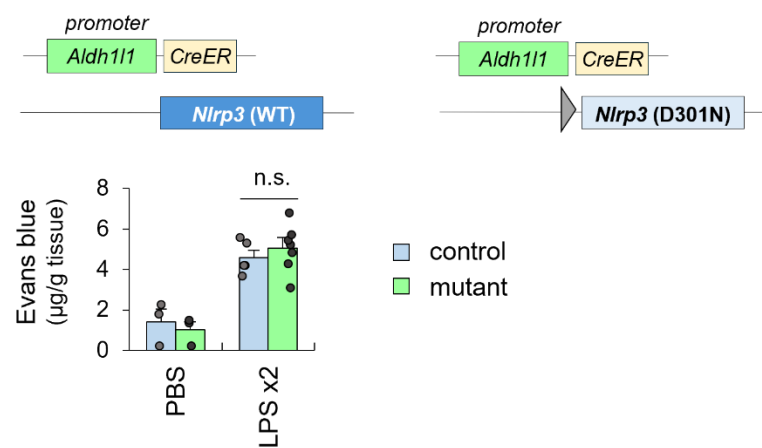 promoter
Aldh1l1 CreER
Nlrp3 (WT)
promoter
Aldh1l1 CreER
Nlrp3 (D301N)
n.s.
8
6
4
2
0
Evans blue
(µg/g tissue)
PBS
LPS x2
control
mutant